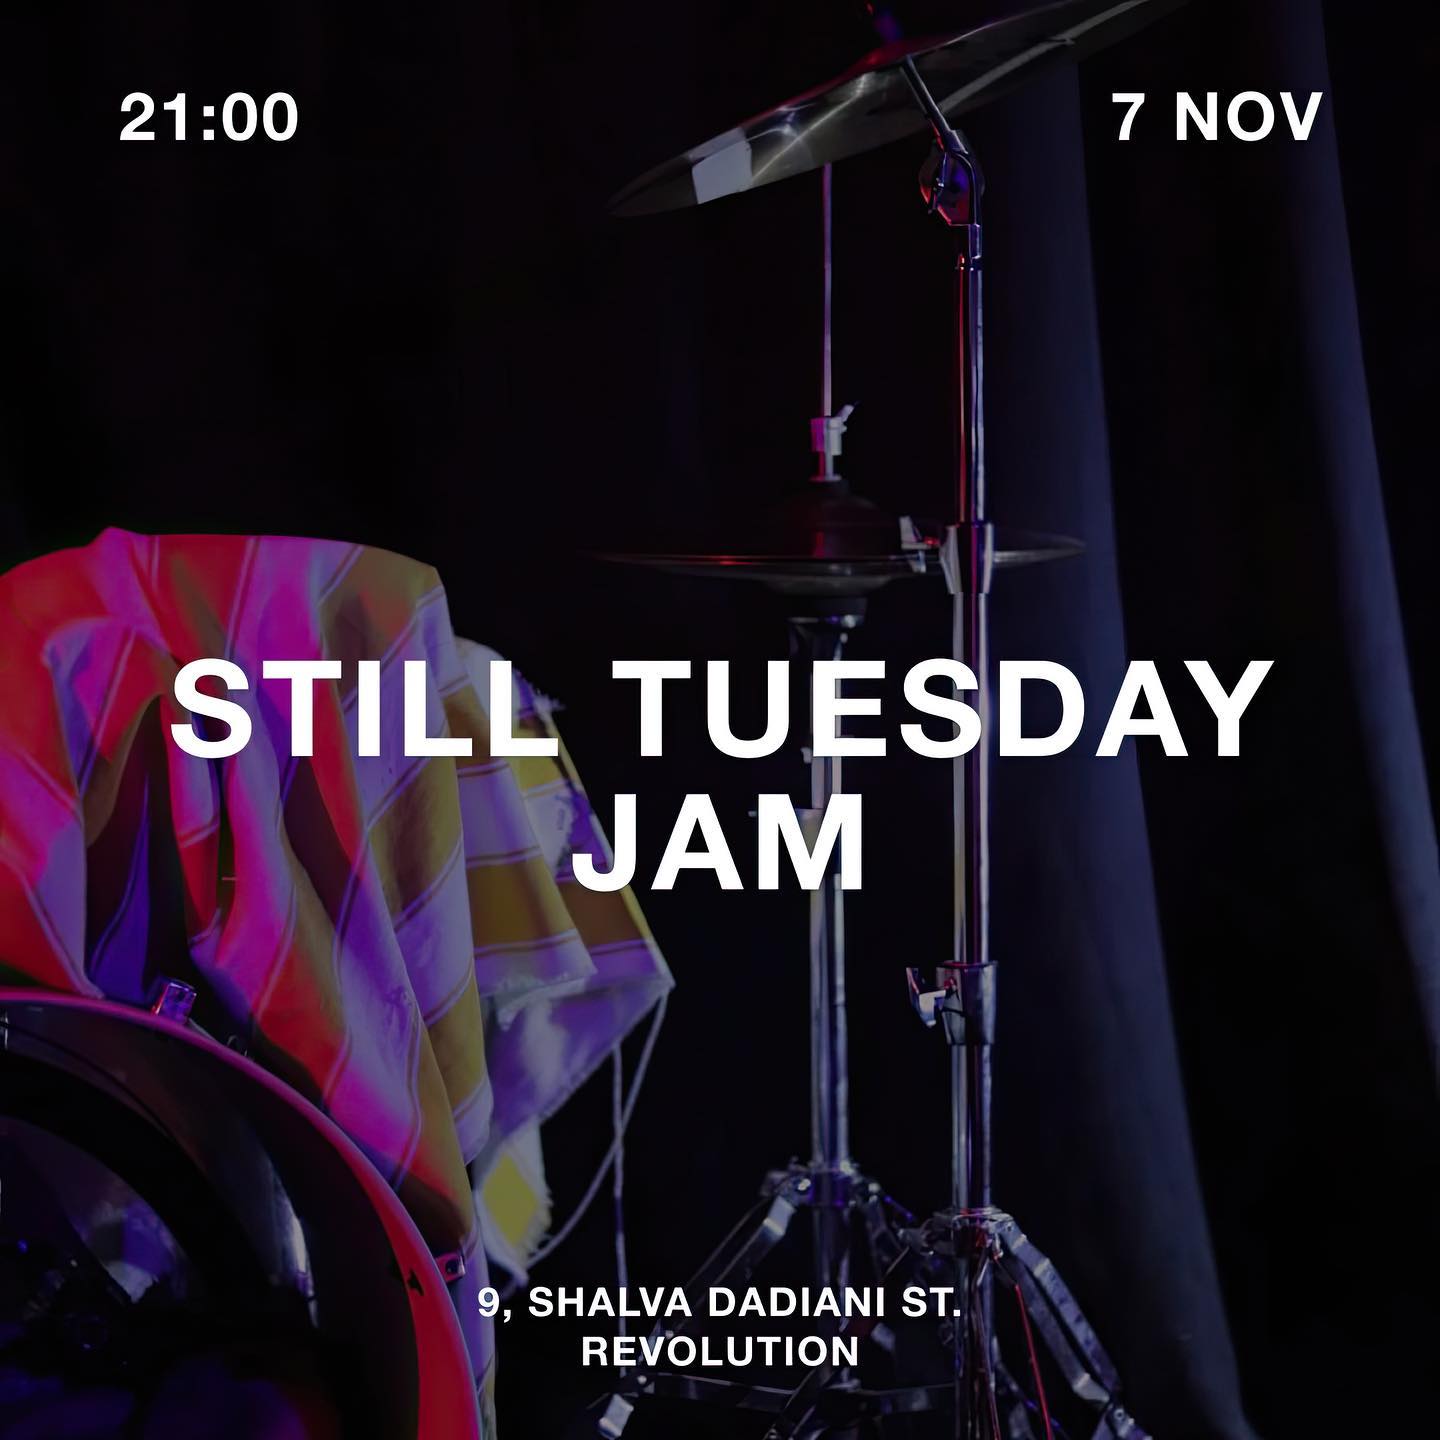 21:00
7 NOV
STILL TUESDAY
JAM
9, SHALVA DADIANI ST.
REVOLUTION